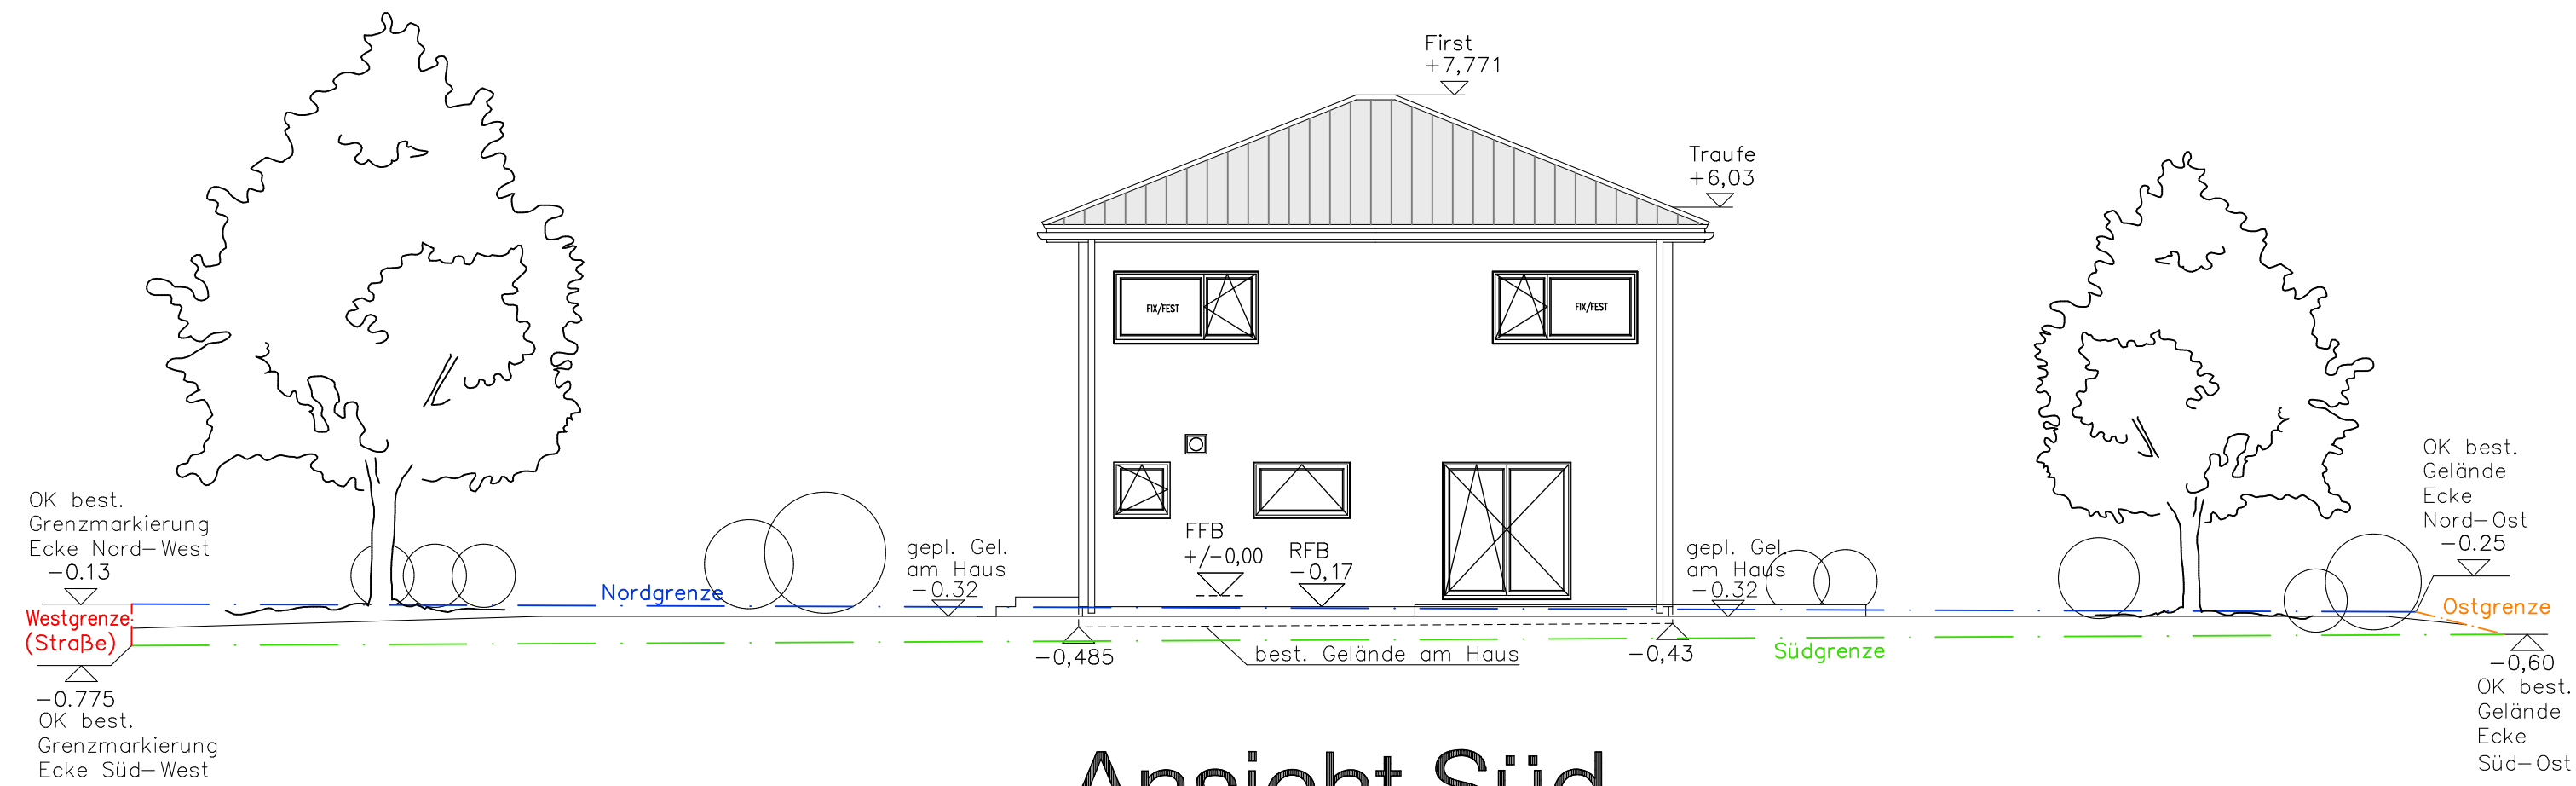 First
+7,771
Traufe
+6,03
FIX/FEST
FIX/FEST
OK best.
Grenzmarkierung
Ecke Nord-West
-0.13
Westgrenze
(Straße)
-0.775
OK best.
Grenzmarkierung
Ecke Süd-West
Nordgrenze
gepl. Gel.
am Haus
-0.32
FFB
+/-0,00
RFB
-0,17
gepl. Gel.
am Haus
-0.32
-0,485
best. Gelände am Haus
-0,43
Südgrenze
OK best.
Gelände
Ecke
Nord-Ost
-0.25
Ostgrenze
-0,60
OK best.
Gelände
Ecke
Süd-Ost
Ansicht Süd